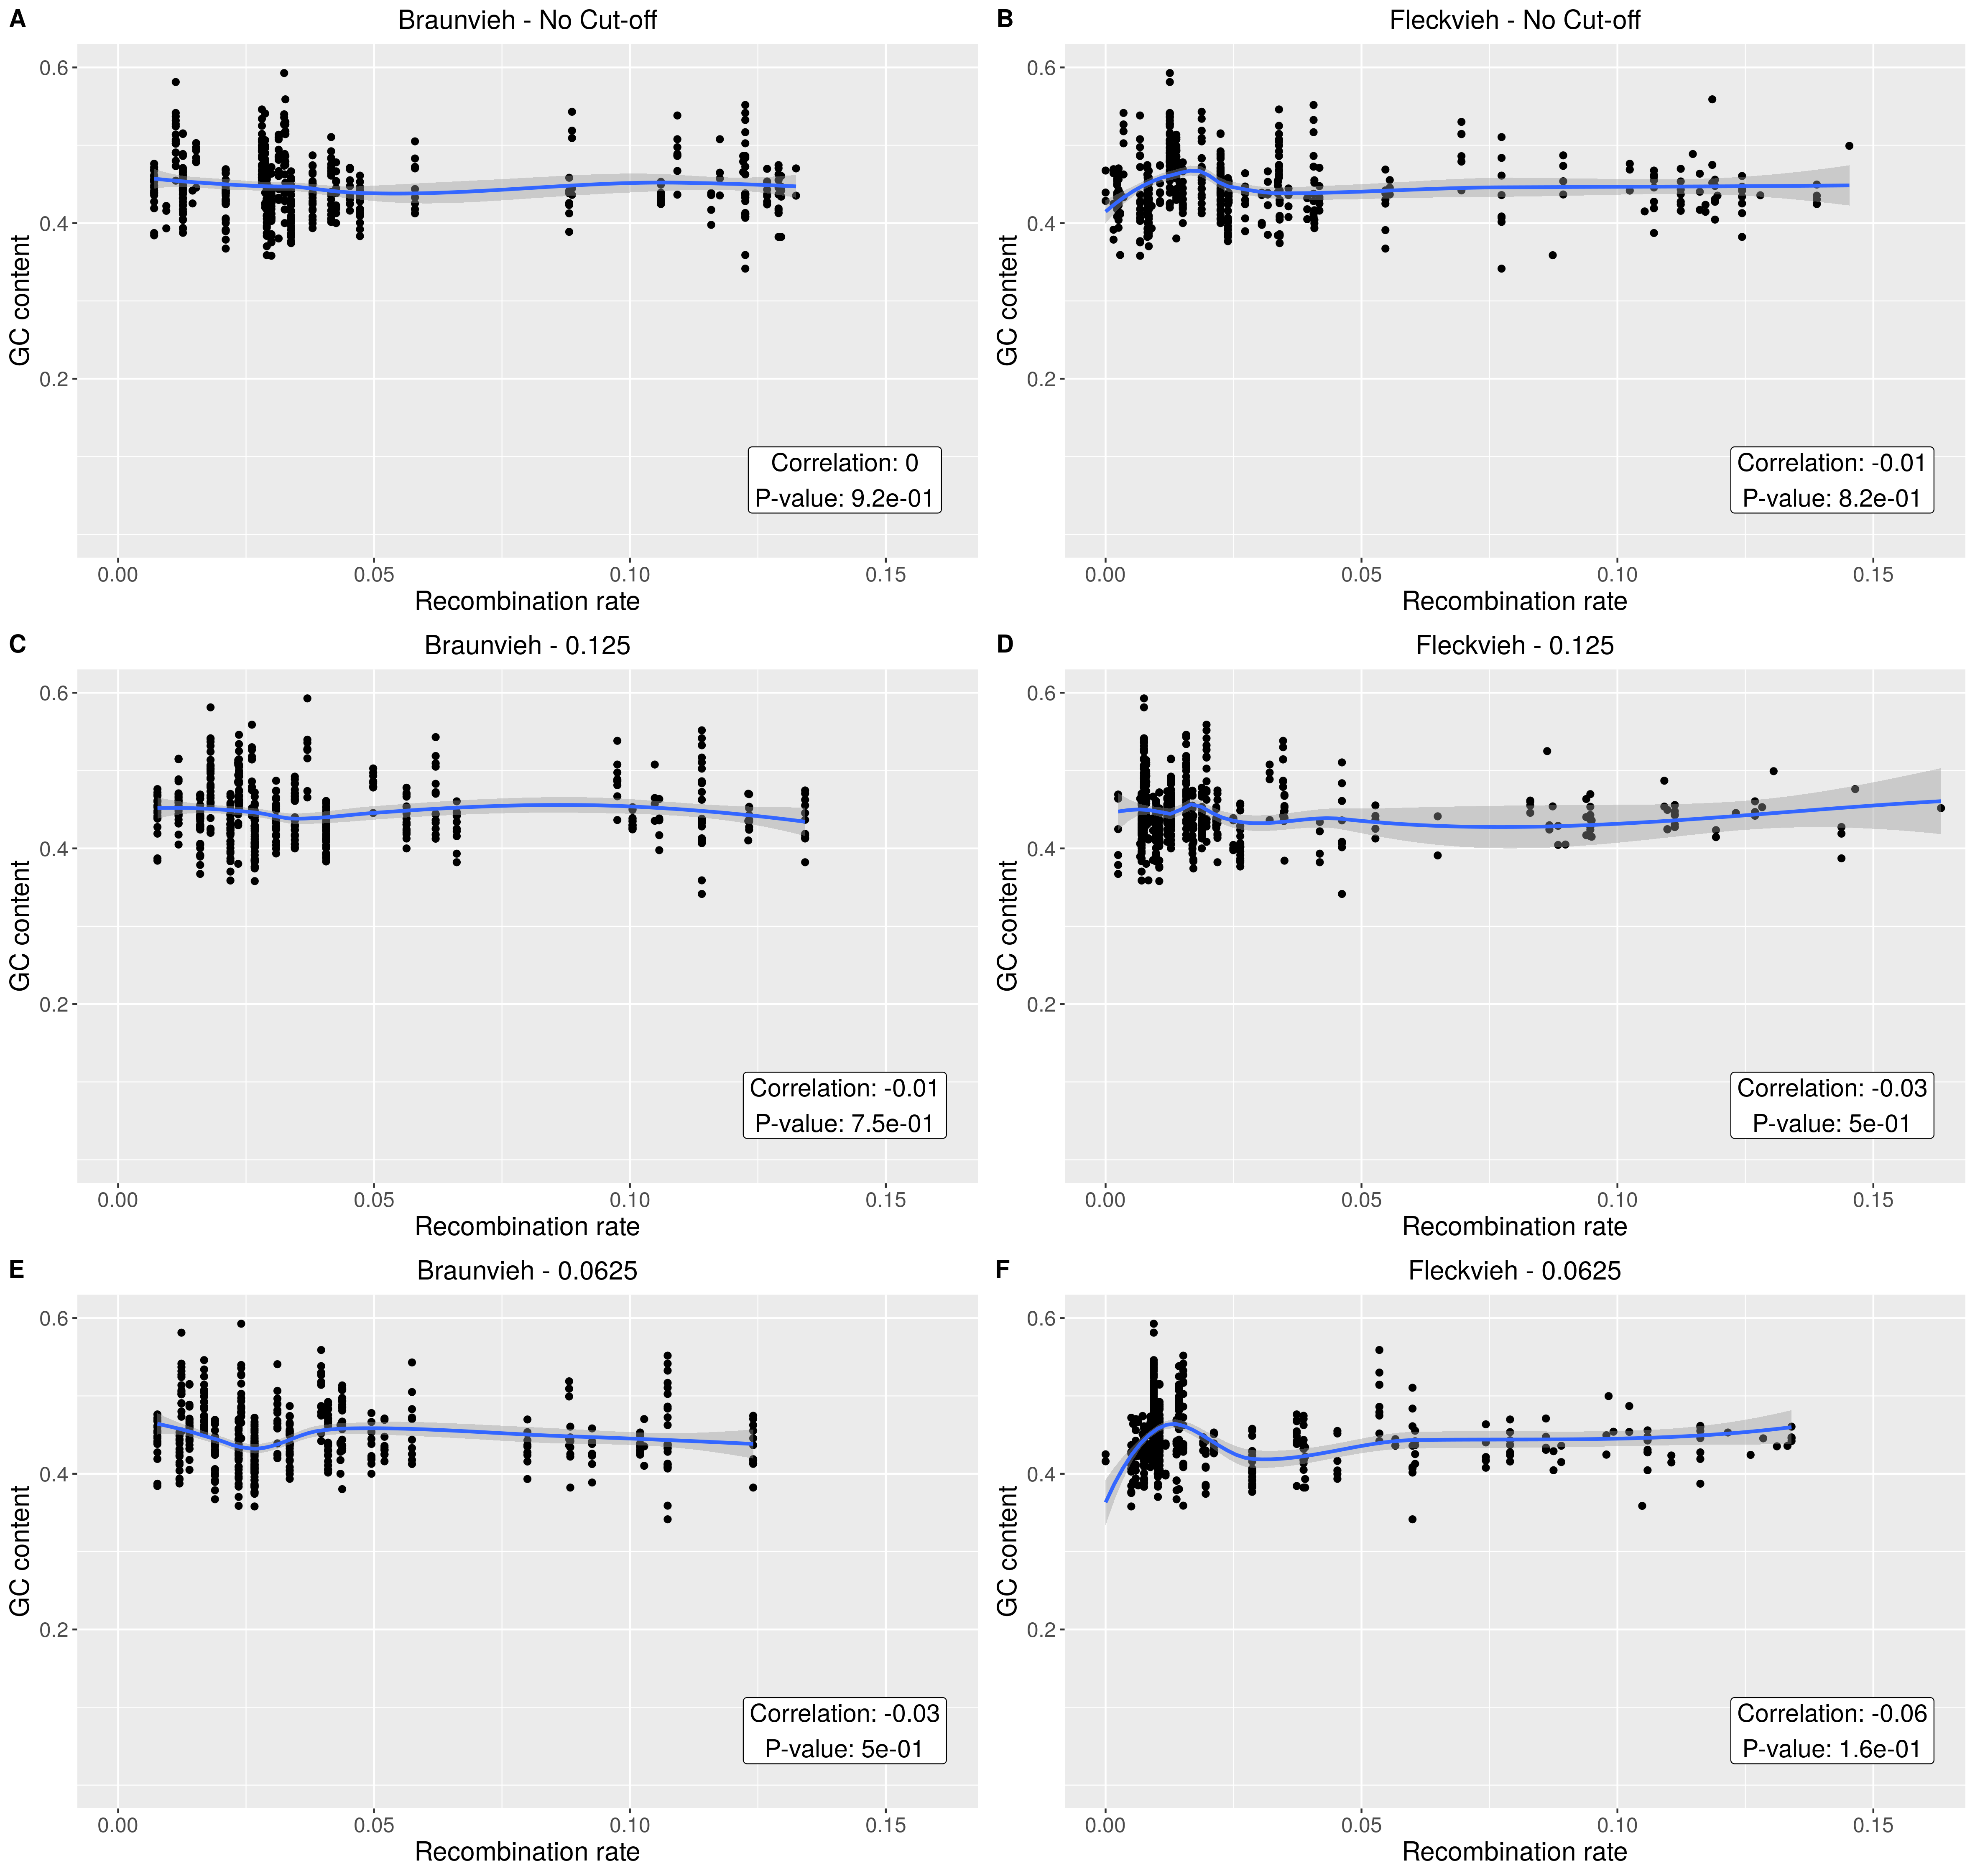 A
Braunvieh - No Cut-off
0.6
0.4
0.2
GC content
Correlation: 0
P-value: 9.2e-01
0.00
0.05
0.10
0.15
Recombination rate
B
Fleckvieh - No Cut-off
0.6
0.4
0.2
GC content
Correlation: -0.01
P-value: 8.2e-01
0.00
0.05
0.10
0.15
Recombination rate
C
Braunvieh - 0.125
0.6
0.4
0.2
GC content
Correlation: -0.01
P-value: 7.5e-01
0.00
0.05
0.10
0.15
Recombination rate
D
Fleckvieh - 0.125
0.6
0.4
0.2
GC content
Correlation: -0.03
P-value: 5e-01
0.00
0.05
0.10
0.15
Recombination rate
E
Braunvieh - 0.0625
0.6
0.4
0.2
GC content
Correlation: -0.03
P-value: 5e-01
0.00
0.05
0.10
0.15
Recombination rate
F
Fleckvieh - 0.0625
0.6
0.4
0.2
GC content
Correlation: -0.06
P-value: 1.6e-01
0.00
0.05
0.10
0.15
Recombination rate